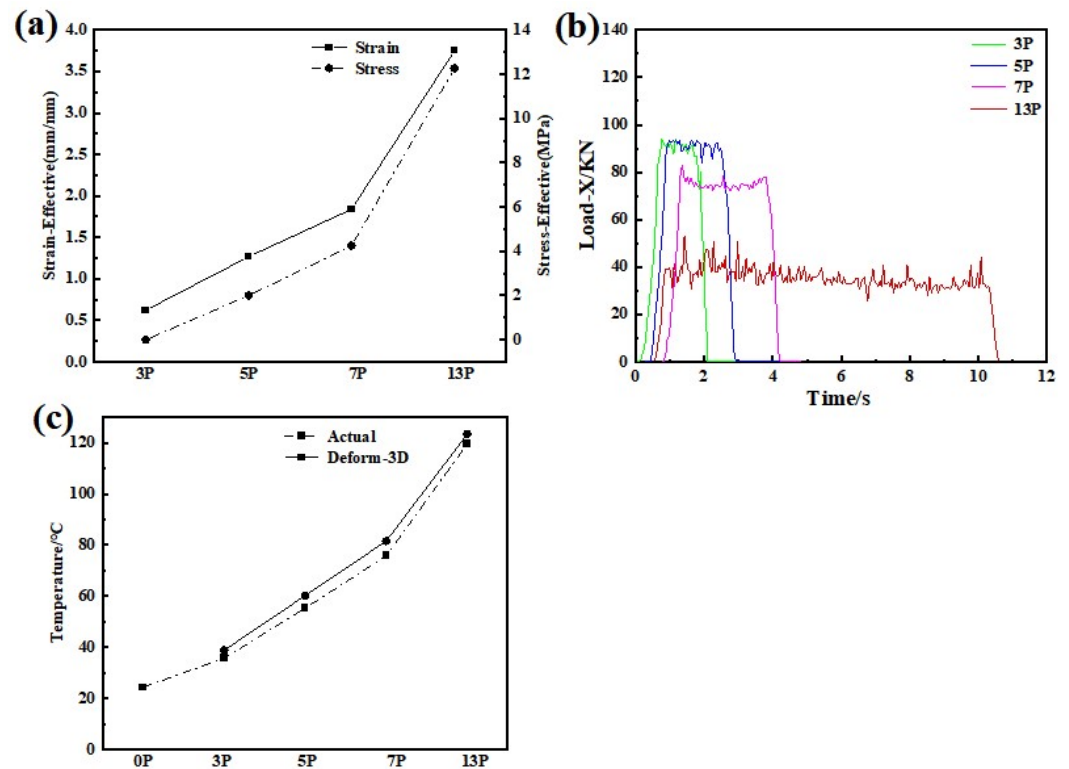 (a)
4.0
3.5
3.0
2.5
2.0
1.5
1.0
0.5
0.0
Strain-Effective(mm/mm)
Strain
Stress
14
12
10
8
6
4
2
0
Stress-Effective(MPa)
3P
5P
7P
13P
(b)
140
120
100
80
60
40
20
0
Load-X/KN
3P
5P
7P
13P
0
2
4
6
8
10
12
Time/s
(c)
120
100
80
60
40
20
0
Temperature/°C
Actual
Deform-3D
0P
3P
5P
7P
13P